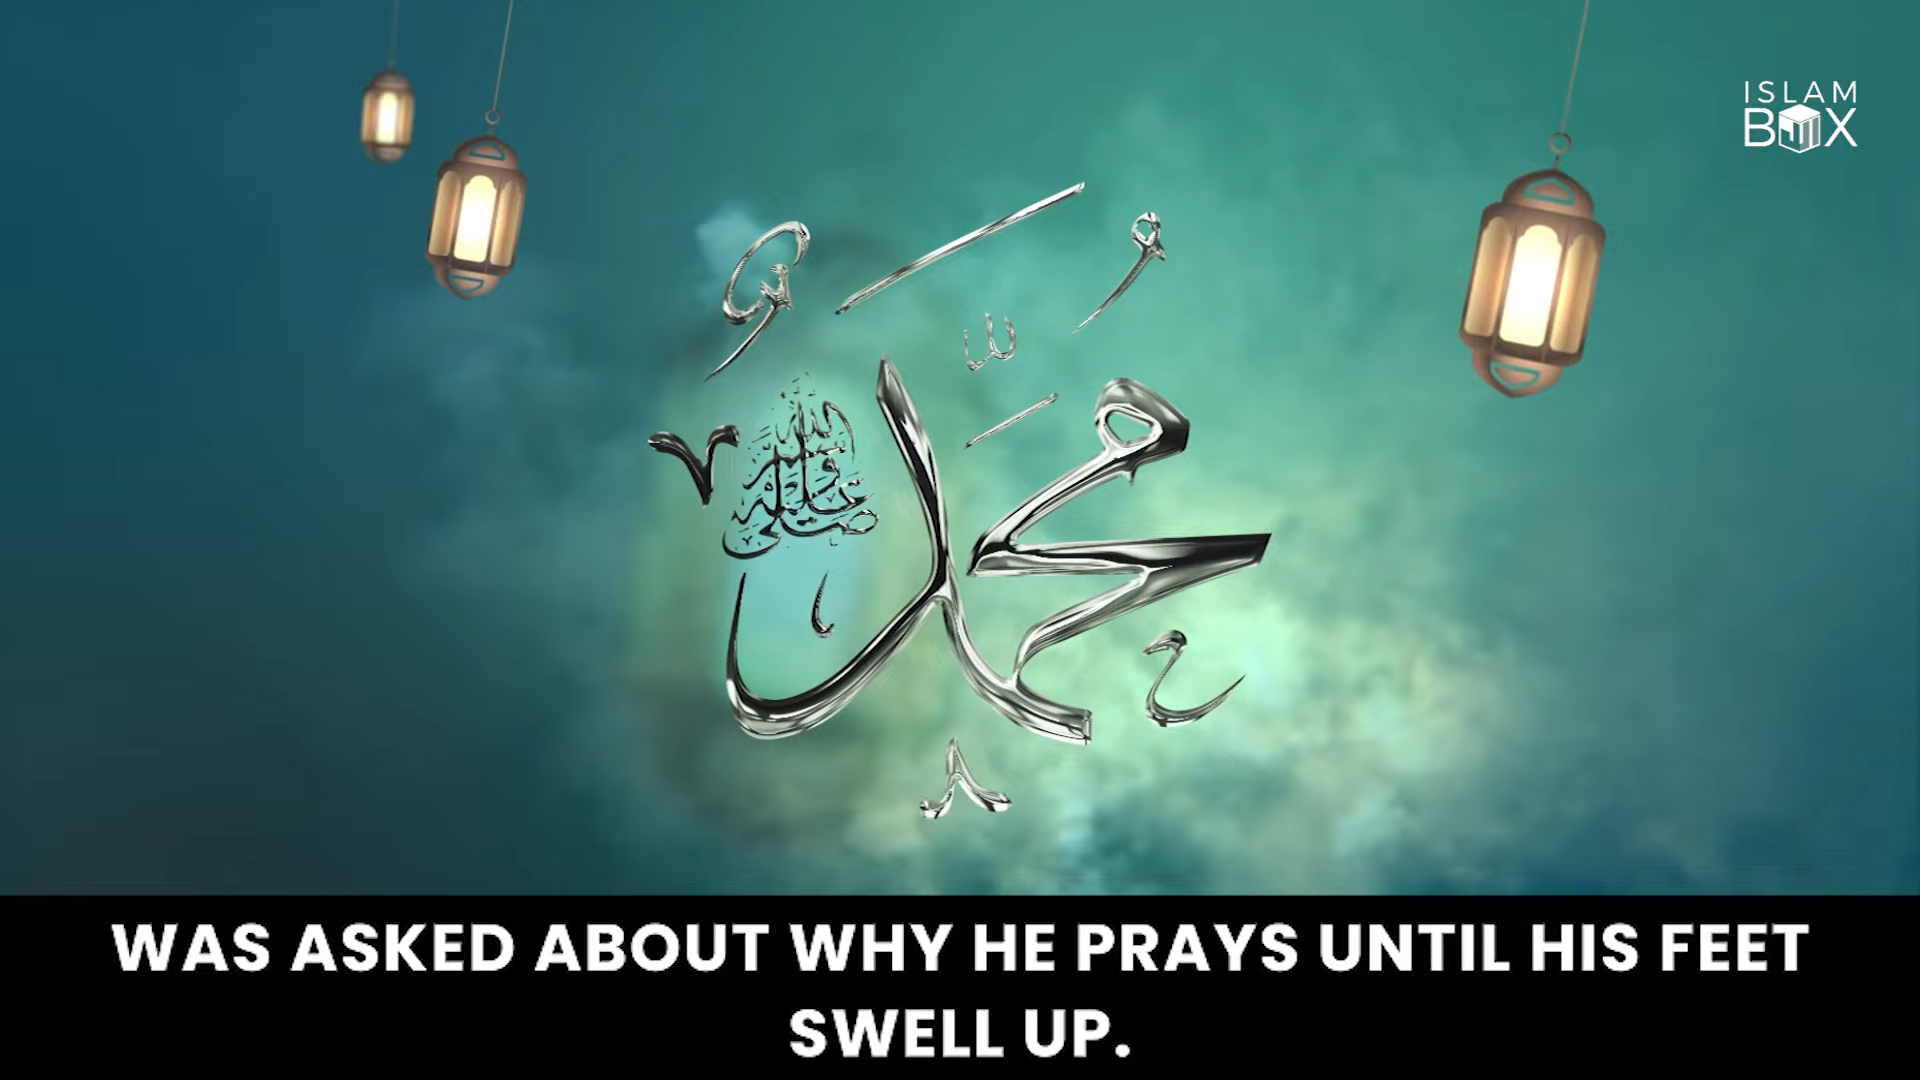 ISLAM
BOX
محمد
صلى الله عليه وسلم
WAS ASKED ABOUT WHY HE PRAYS UNTIL HIS FEET
SWELL UP.